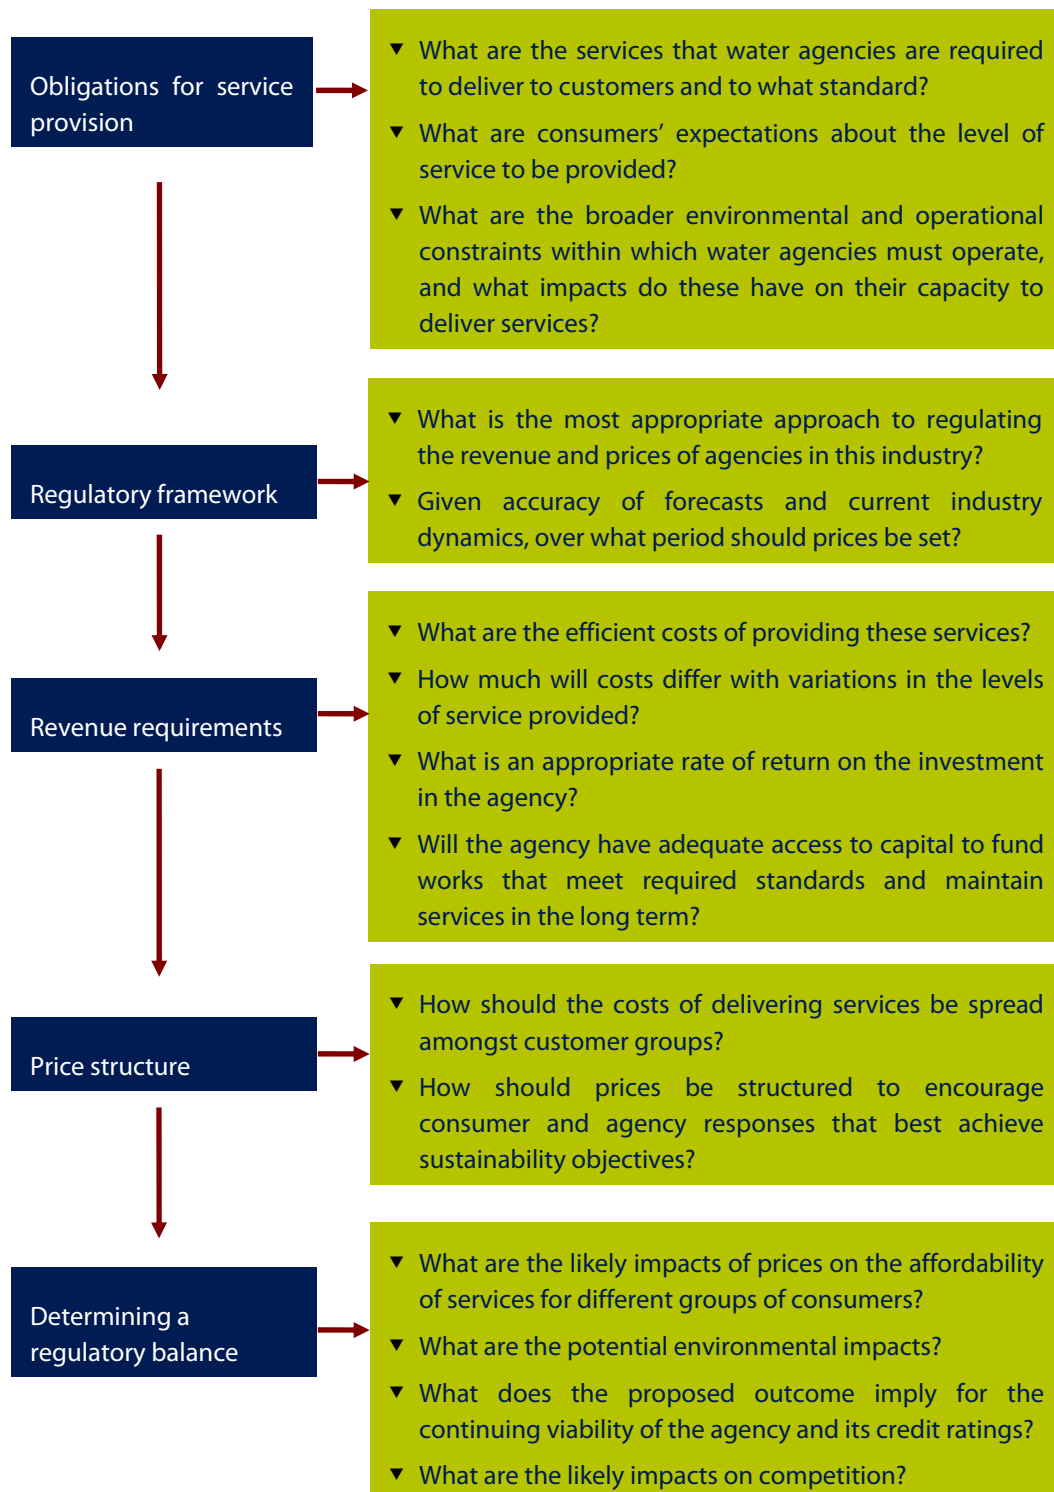 Obligations for service
provision
▼ What are the services that water agencies are required
to deliver to customers and to what standard?
▼ What are consumers’ expectations about the level of
service to be provided?
▼ What are the broader environmental and operational
constraints within which water agencies must operate,
and what impacts do these have on their capacity to
deliver services?
Regulatory framework
▼ What is the most appropriate approach to regulating
the revenue and prices of agencies in this industry?
▼ Given accuracy of forecasts and current industry
dynamics, over what period should prices be set?
Revenue requirements
▼ What are the efficient costs of providing these services?
▼ How much will costs differ with variations in the levels
of service provided?
▼ What is an appropriate rate of return on the investment
in the agency?
▼ Will the agency have adequate access to capital to fund
works that meet required standards and maintain
services in the long term?
Price structure
▼ How should the costs of delivering services be spread
amongst customer groups?
▼ How should prices be structured to encourage
consumer and agency responses that best achieve
sustainability objectives?
Determining a
regulatory balance
▼ What are the likely impacts of prices on the affordability
of services for different groups of consumers?
▼ What are the potential environmental impacts?
▼ What does the proposed outcome imply for the
continuing viability of the agency and its credit ratings?
▼ What are the likely impacts on competition?